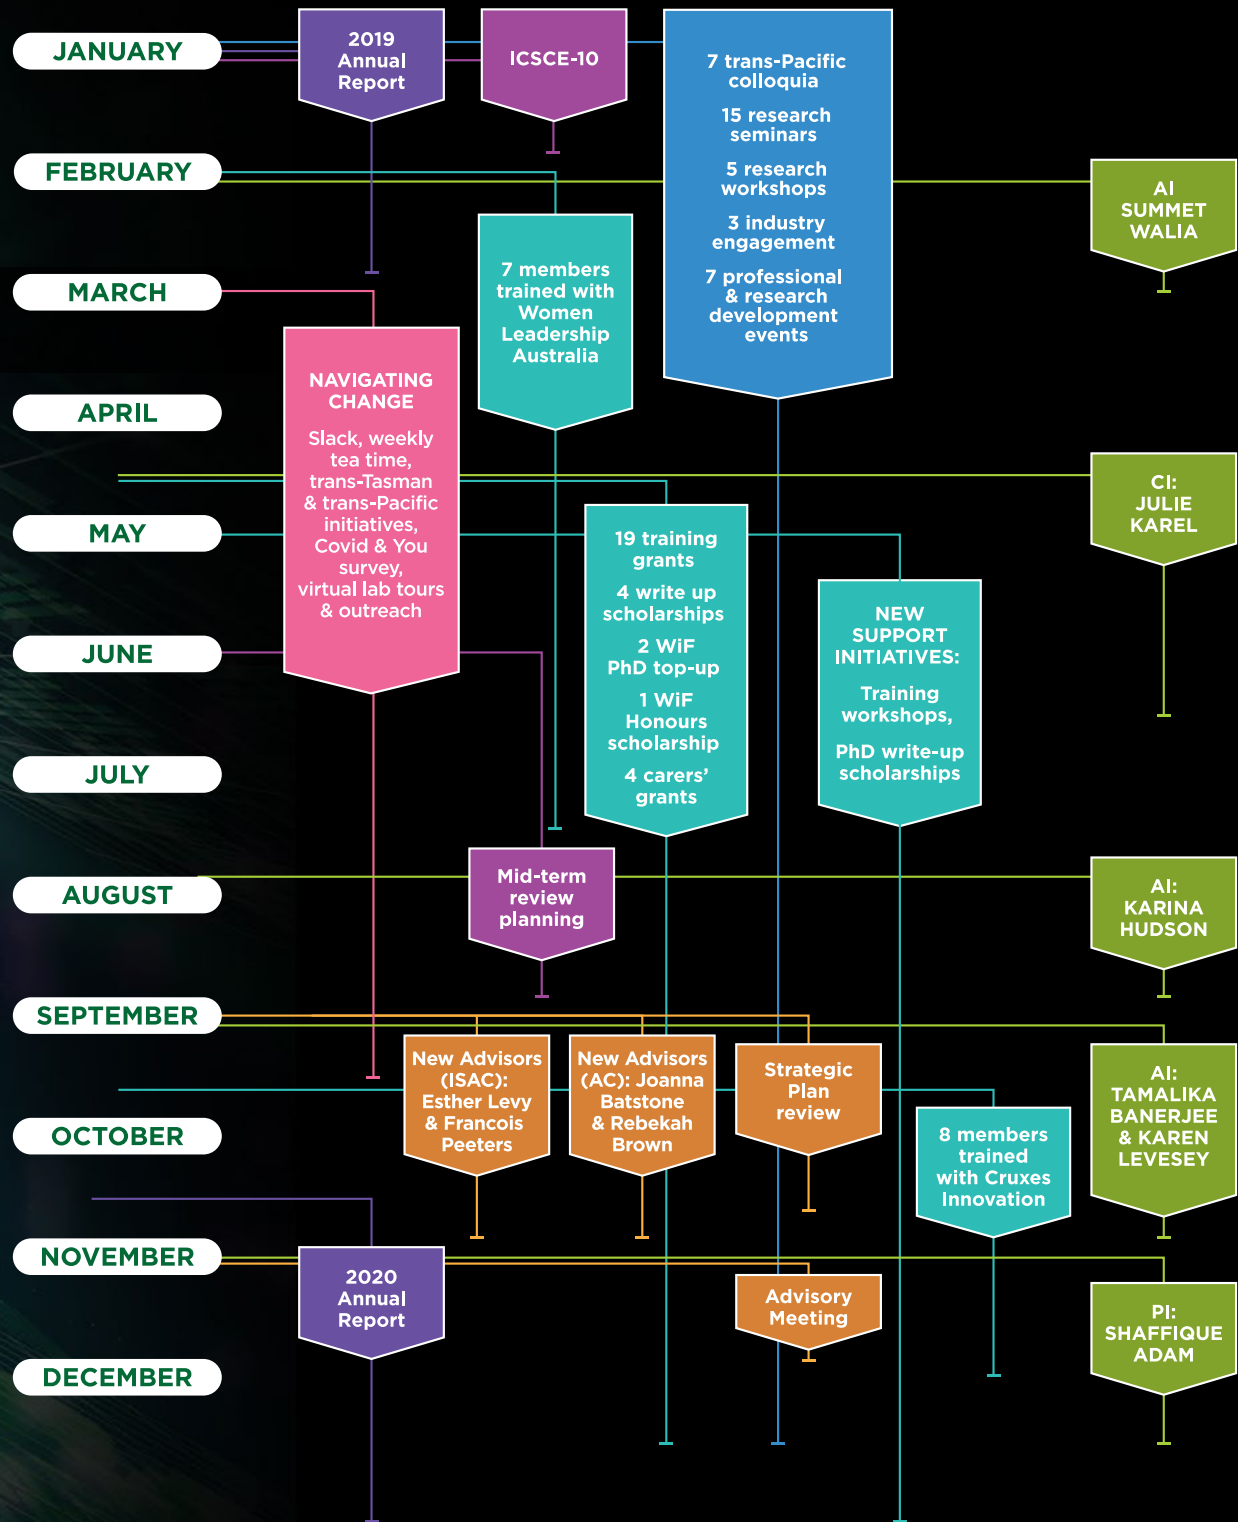 JANUARY
2019
Annual
Report
ICSCE-10
7 trans-Pacific
colloquia
15 research
seminars
5 research
workshops
3 industry
engagement
7 professional
& research
development
events
FEBRUARY
AI
SUMMET
WALIA
7 members
trained with
Women
Leadership
Australia
MARCH
NAVIGATING
CHANGE
Slack, weekly
tea time,
trans-Tasman
& trans-Pacific
initiatives,
Covid & You
survey,
virtual lab tours
& outreach
APRIL
CI:
JULIE
KAREL
MAY
19 training
grants
4 write up
scholarships
2 WiF
PhD top-up
1 WiF
Honours
scholarship
4 carers'
grants
NEW
SUPPORT
INITIATIVES:
Training
workshops,
PhD write-up
scholarships
JUNE
JULY
Mid-term
review
planning
AUGUST
AI:
KARINA
HUDSON
SEPTEMBER
New Advisors
(ISAC):
Esther Levy
& Francois
Peeters
New Advisors
(AC): Joanna
Batstone
& Rebekah
Brown
Strategic
Plan
review
AI:
TAMALIKA
BANERJEE
& KAREN
LEVESEY
OCTOBER
8 members
trained
with Cruxes
Innovation
NOVEMBER
2020
Annual
Report
Advisory
Meeting
PI:
SHAFFIQUE
ADAM
DECEMBER